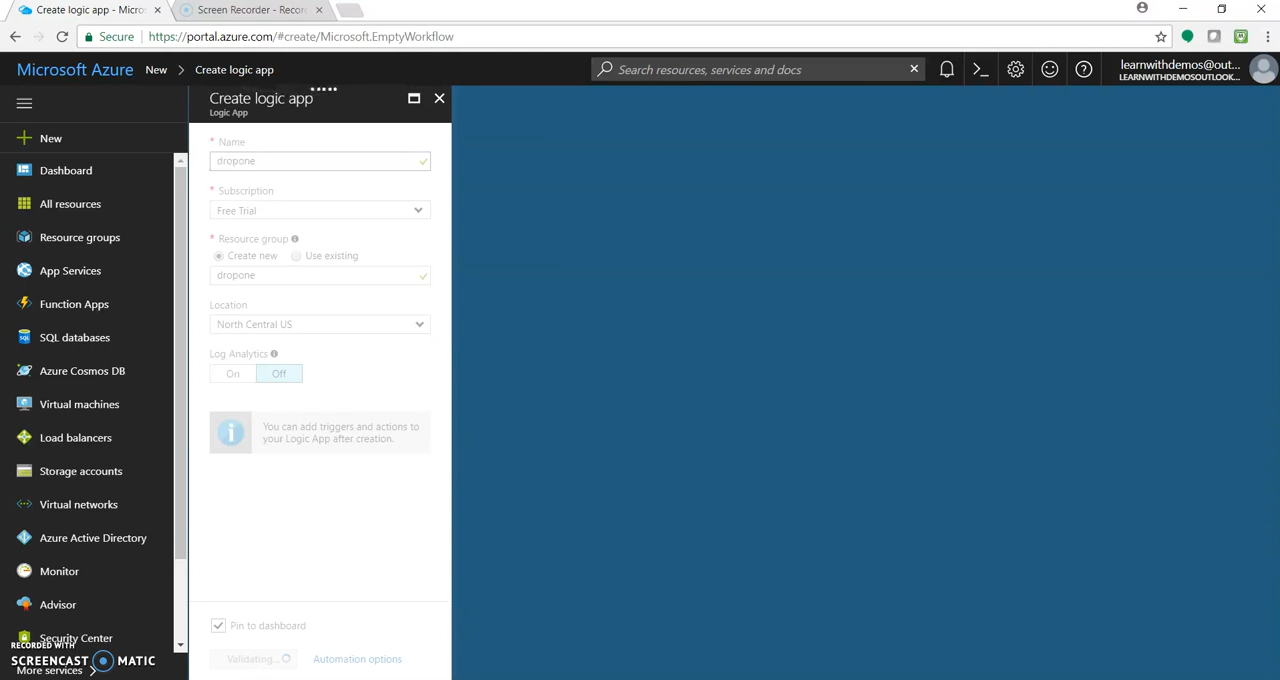 Create logic app - Micros
Screen Recorder - Record
Secure
https://portal.azure.com/#create/Microsoft.EmptyWorkflow
Microsoft Azure New Create logic app
Search resources, services and docs
learnwithdemos@out...
LEARNWITHDEMOSOUTLOOK...
Create logic app
Logic App
New
Dashboard
All resources
Resource groups
App Services
Function Apps
SQL databases
Azure Cosmos DB
Virtual machines
Load balancers
Storage accounts
Virtual networks
Azure Active Directory
Monitor
Advisor
Security Center
More services
* Name
dropone
* Subscription
Free Trial
* Resource group
Create new Use existing
dropone
Location
North Central US
Log Analytics
On Off
You can add triggers and actions to
your Logic App after creation.
Pin to dashboard
Validating... Automation options
RECORDED WITH
SCREENCAST MATIC